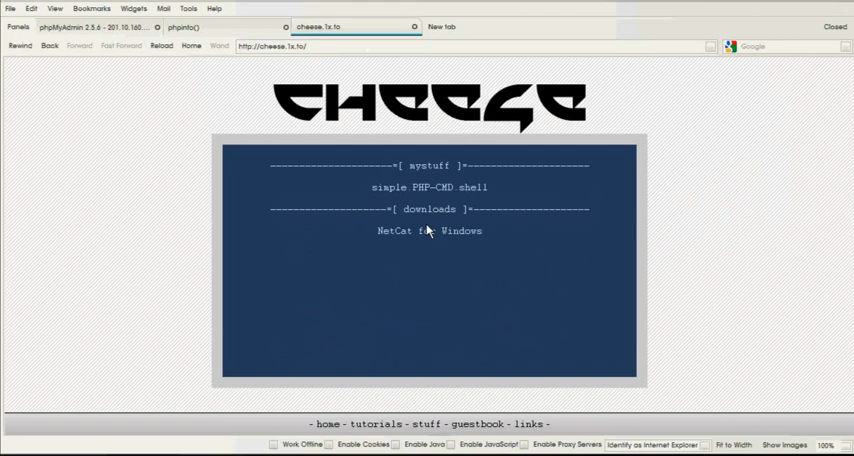 File Edit View Bookmarks Widgets Mail Tools Help
Panels phpMyAdmin 2.5.6 - 201.10.160.... phpinfo() cheese.1x.to New tab Closed
Rewind Back Forward Fast Forward Reload Home Wand http://cheese.1x.to/ Google
CHEESE
----------------------=[ mystuff ]=----------------------
simple.PHP-CMD.shell
----------------------=[ downloads ]=---------------------
NetCat for Windows
- home - tutorials - stuff - guestbook - links -
Work Offline Enable Cookies Enable Java Enable JavaScript Enable Proxy Servers Identify as Internet Explorer Fit to Width Show Images 100%